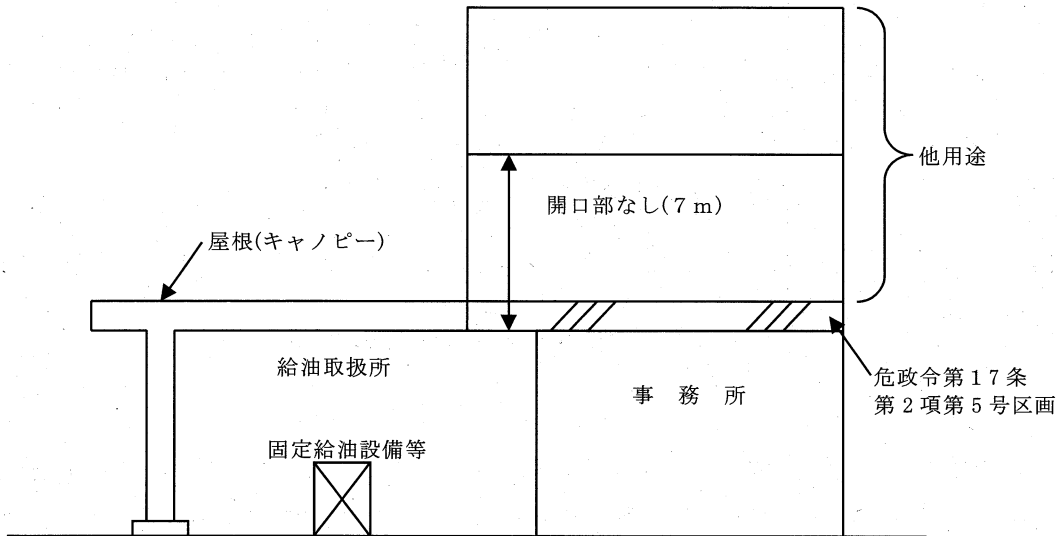 他用途
開口部なし(7m)
屋根(キャノピー)
給油取扱所
事務所
危政令第17条
第2項第5号区画
固定給油設備等